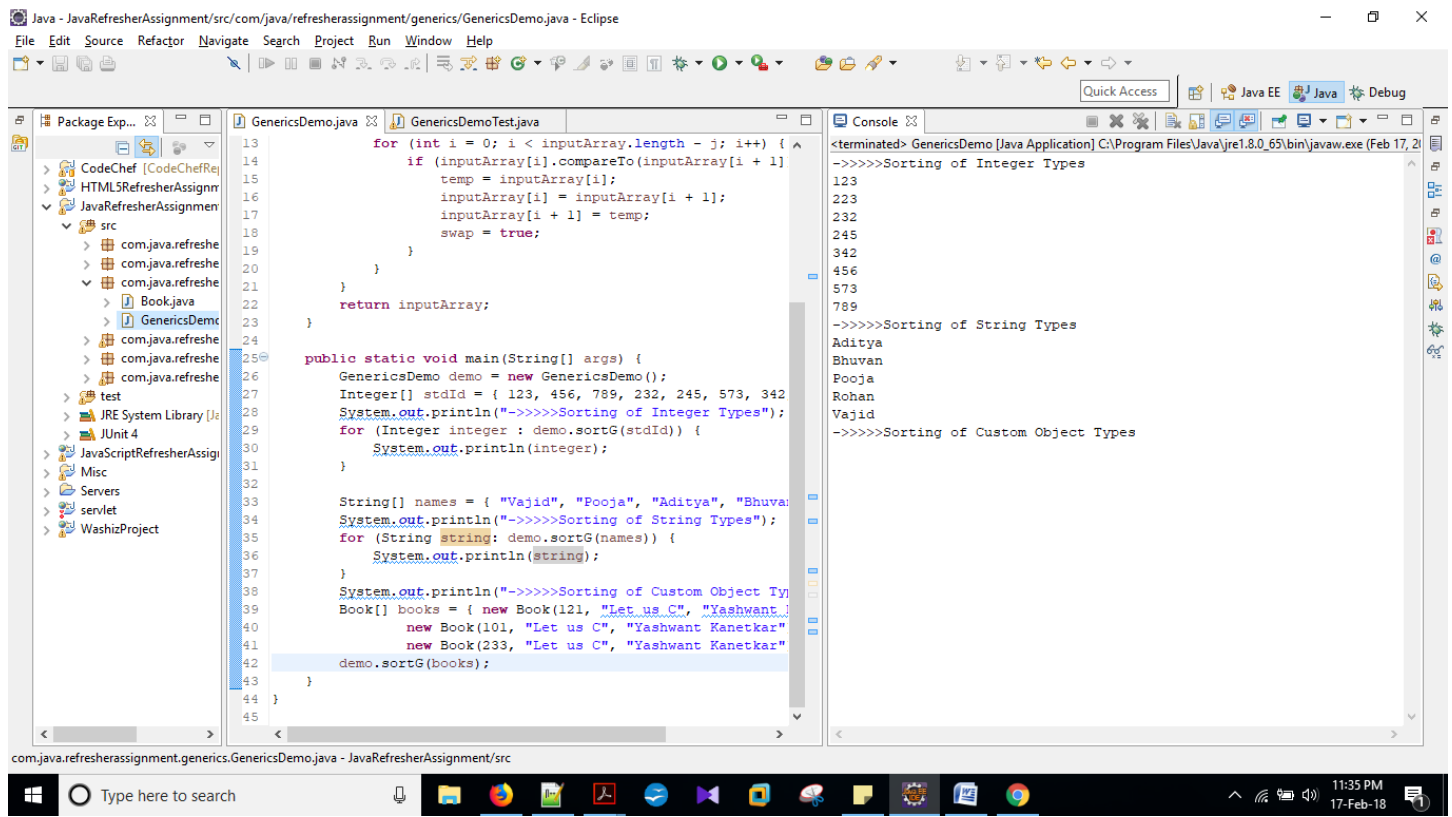 Java - JavaRefresherAssignment/src/com/java/refresherassignment/generics/GenericsDemo.java - Eclipse
File Edit Source Refactor Navigate Search Project Run Window Help
Quick Access Java EE Java Debug
Package Exp...
CodeChef [CodeChefRe
HTML5RefresherAssignm
JavaRefresherAssignmen
src
com.java.refreshe
com.java.refreshe
com.java.refreshe
Book.java
GenericsDemo
com.java.refreshe
com.java.refreshe
com.java.refreshe
test
JRE System Library [Ja
JUnit 4
JavaScriptRefresherAssig
Misc
Servers
servlet
WashizProject
GenericsDemo.java GenericsDemoTest.java
13 for (int i = 0; i < inputArray.length - j; i++) {
14 if (inputArray[i].compareTo(inputArray[i + 1]
15 temp = inputArray[i];
16 inputArray[i] = inputArray[i + 1];
17 inputArray[i + 1] = temp;
18 swap = true;
19 }
20 }
21 }
22 return inputArray;
23 }
24
25 public static void main(String[] args) {
26 GenericsDemo demo = new GenericsDemo();
27 Integer[] stdId = { 123, 456, 789, 232, 245, 573, 342
28 System.out.println("->>>>>Sorting of Integer Types");
29 for (Integer integer : demo.sortG(stdId)) {
30 System.out.println(integer);
31 }
32
33 String[] names = { "Vajid", "Pooja", "Aditya", "Bhuva
34 System.out.println("->>>>>Sorting of String Types");
35 for (String string: demo.sortG(names)) {
36 System.out.println(string);
37 }
38 System.out.println("->>>>>Sorting of Custom Object Ty
39 Book[] books = { new Book(121, "Let us C", "Yashwant
40 new Book(101, "Let us C", "Yashwant Kanetkar"
41 new Book(233, "Let us C", "Yashwant Kanetkar"
42 demo.sortG(books);
43 }
44 }
45
Console
<terminated> GenericsDemo [Java Application] C:\Program Files\Java\jre1.8.0_65\bin\javaw.exe (Feb 17, 20
->>>>>Sorting of Integer Types
123
223
232
245
342
456
573
789
->>>>>Sorting of String Types
Aditya
Bhuvan
Pooja
Rohan
Vajid
->>>>>Sorting of Custom Object Types
com.java.refresherassignment.generics.GenericsDemo.java - JavaRefresherAssignment/src
Type here to search
11:35 PM
17-Feb-18